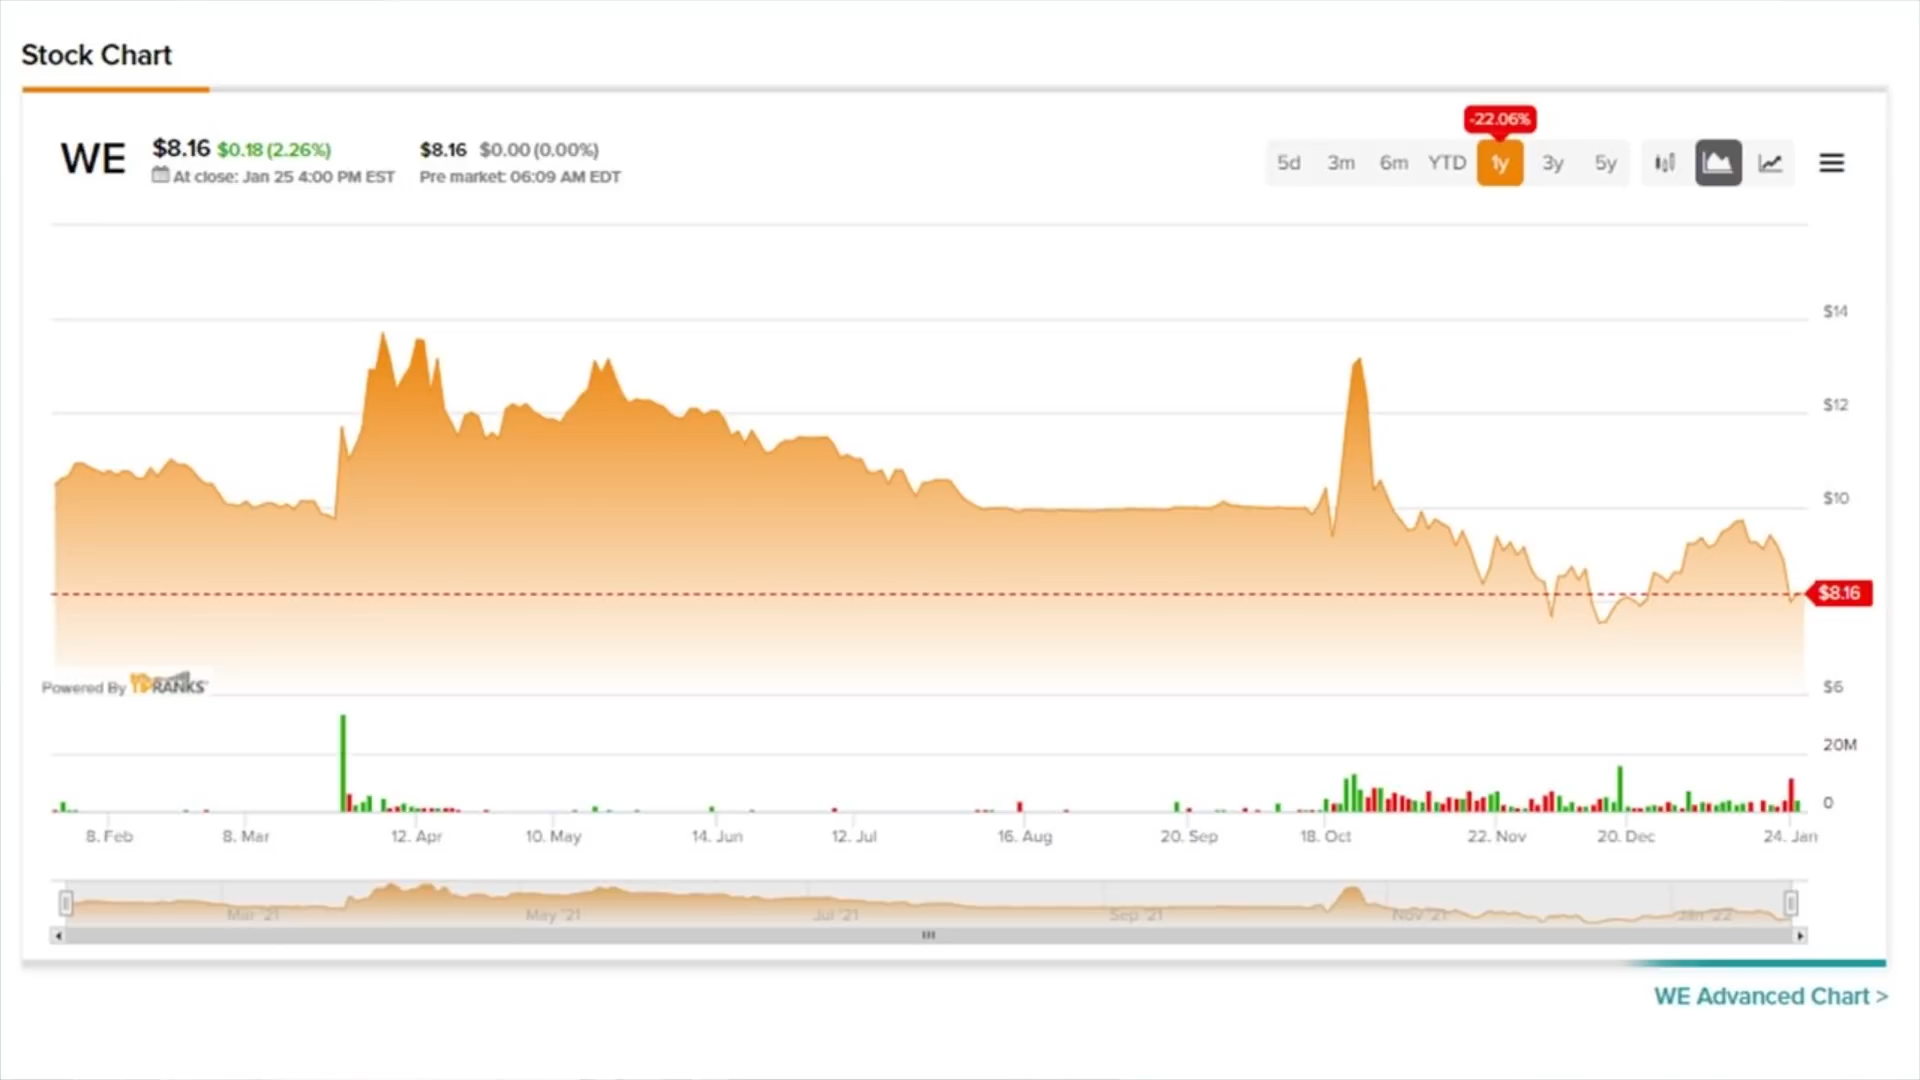 Stock Chart
-22.06%
WE $8.16 $0.18 (2.26%) $8.16 $0.00 (0.00%)
At close: Jan 25 4:00 PM EST Pre market: 06:09 AM EDT
5d 3m 6m YTD 1y 3y 5y
$14
$12
$10
$8.16
Powered By TIPRANKS
$6
20M
0
8. Feb 8. Mar 12. Apr 10. May 14. Jun 12. Jul 16. Aug 20. Sep 18. Oct 22. Nov 20. Dec 24. Jan
Mar '21 May '21 Jul '21 Sep '21 Nov '21 Jan '22
WE Advanced Chart >